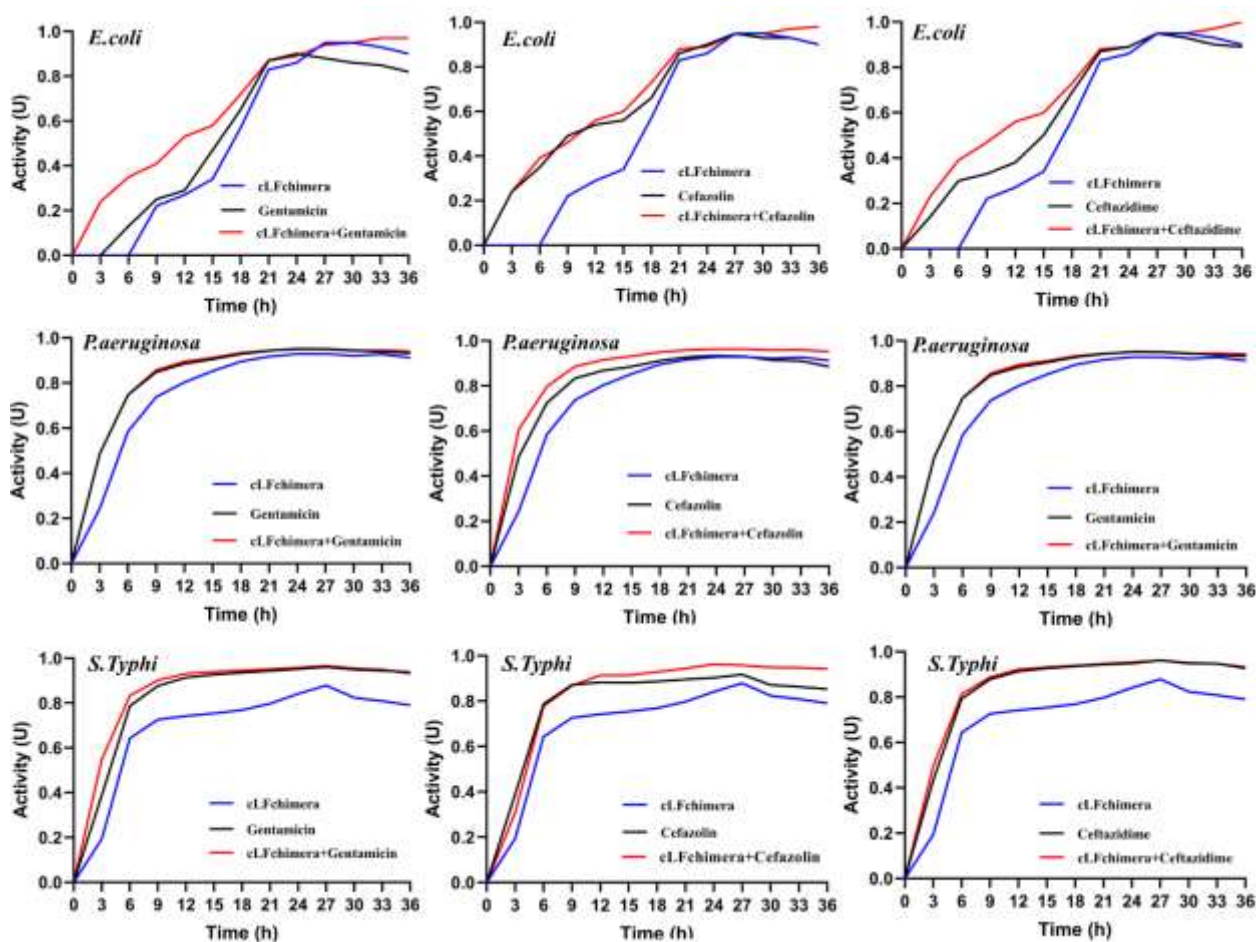 E.coli
Activity (U)
1.0
0.8
0.6
0.4
0.2
0.0
cLFchimera
Gentamicin
cLFchimera+Gentamicin
0 3 6 9 12 15 18 21 24 27 30 33 36
Time (h)
E.coli
Activity (U)
1.0
0.8
0.6
0.4
0.2
0.0
cLFchimera
Cefazolin
cLFchimera+Cefazolin
0 3 6 9 12 15 18 21 24 27 30 33 36
Time (h)
E.coli
Activity (U)
1.0
0.8
0.6
0.4
0.2
0.0
cLFchimera
Ceftazidime
cLFchimera+Ceftazidime
0 3 6 9 12 15 18 21 24 27 30 33 36
Time (h)
P.aeruginosa
Activity (U)
1.0
0.8
0.6
0.4
0.2
0.0
cLFchimera
Gentamicin
cLFchimera+Gentamicin
0 3 6 9 12 15 18 21 24 27 30 33 36
Time (h)
P.aeruginosa
Activity (U)
1.0
0.8
0.6
0.4
0.2
0.0
cLFchimera
Cefazolin
cLFchimera+Cefazolin
0 3 6 9 12 15 18 21 24 27 30 33 36
Time (h)
P.aeruginosa
Activity (U)
1.0
0.8
0.6
0.4
0.2
0.0
cLFchimera
Gentamicin
cLFchimera+Gentamicin
0 3 6 9 12 15 18 21 24 27 30 33 36
Time (h)
S.Typhi
Activity (U)
1.0
0.8
0.6
0.4
0.2
0.0
cLFchimera
Gentamicin
cLFchimera+Gentamicin
0 3 6 9 12 15 18 21 24 27 30 33 36
Time (h)
S.Typhi
Activity (U)
1.0
0.8
0.6
0.4
0.2
0.0
cLFchimera
Cefazolin
cLFchimera+Cefazolin
0 3 6 9 12 15 18 21 24 27 30 33 36
Time (h)
S.Typhi
Activity (U)
1.0
0.8
0.6
0.4
0.2
0.0
cLFchimera
Ceftazidime
cLFchimera+Ceftazidime
0 3 6 9 12 15 18 21 24 27 30 33 36
Time (h)